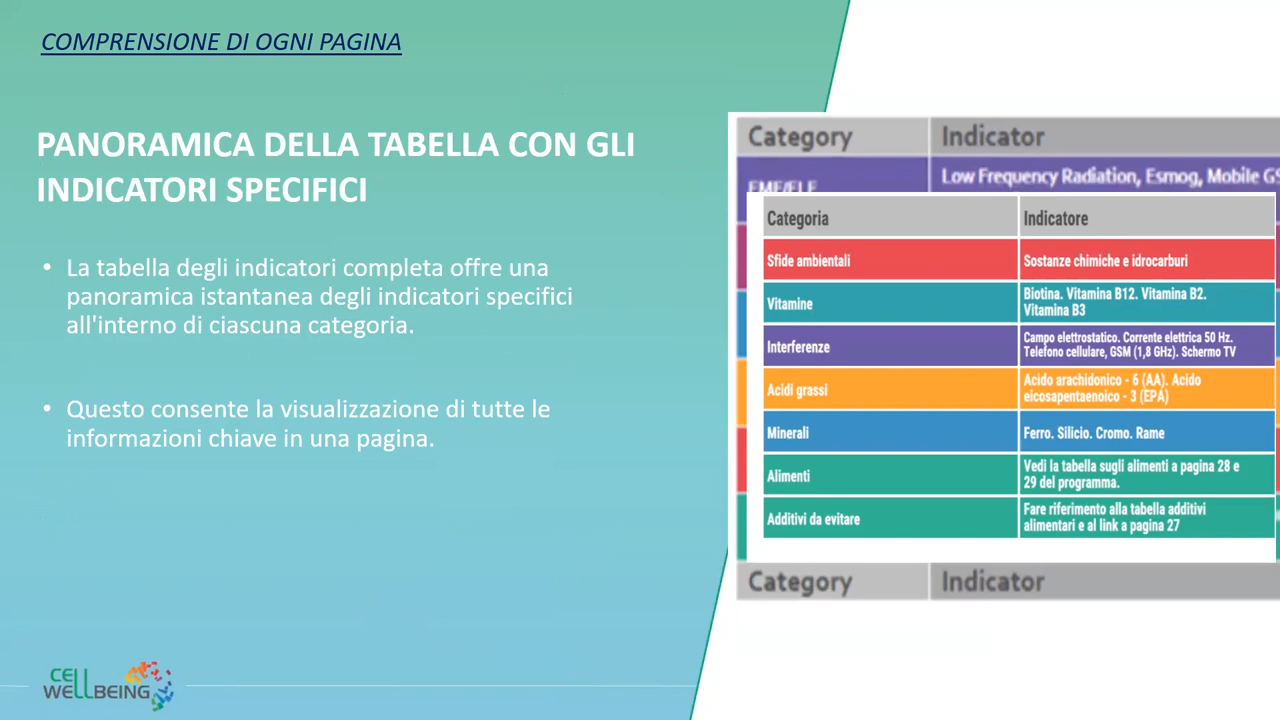 COMPRENSIONE DI OGNI PAGINA
PANORAMICA DELLA TABELLA CON GLI
INDICATORI SPECIFICI
• La tabella degli indicatori completa offre una
panoramica istantanea degli indicatori specifici
all'interno di ciascuna categoria.
• Questo consente la visualizzazione di tutte le
informazioni chiave in una pagina.
CELL
WELLBEING
Category Indicator
EMF/ELF Low Frequency Radiation, Esmog, Mobile
Categoria Indicatore
Sfide ambientali Sostanze chimiche e idrocarburi
Vitamine Biotina. Vitamina B12. Vitamina B2.
Vitamina B3
Interferenze Campo elettrostatico. Corrente elettrica 50 Hz.
Telefono cellulare, GSM (1,8 GHz). Schermo TV
Acidi grassi Acido arachidonico - 6 (AA). Acido
eicosapentaenoico - 3 (EPA)
Minerali Ferro. Silicio. Cromo. Rame
Alimenti Vedi la tabella sugli alimenti a pagina 28 e
29 del programma.
Additivi da evitare Fare riferimento alla tabella additivi
alimentari e al link a pagina 27
Category Indicator